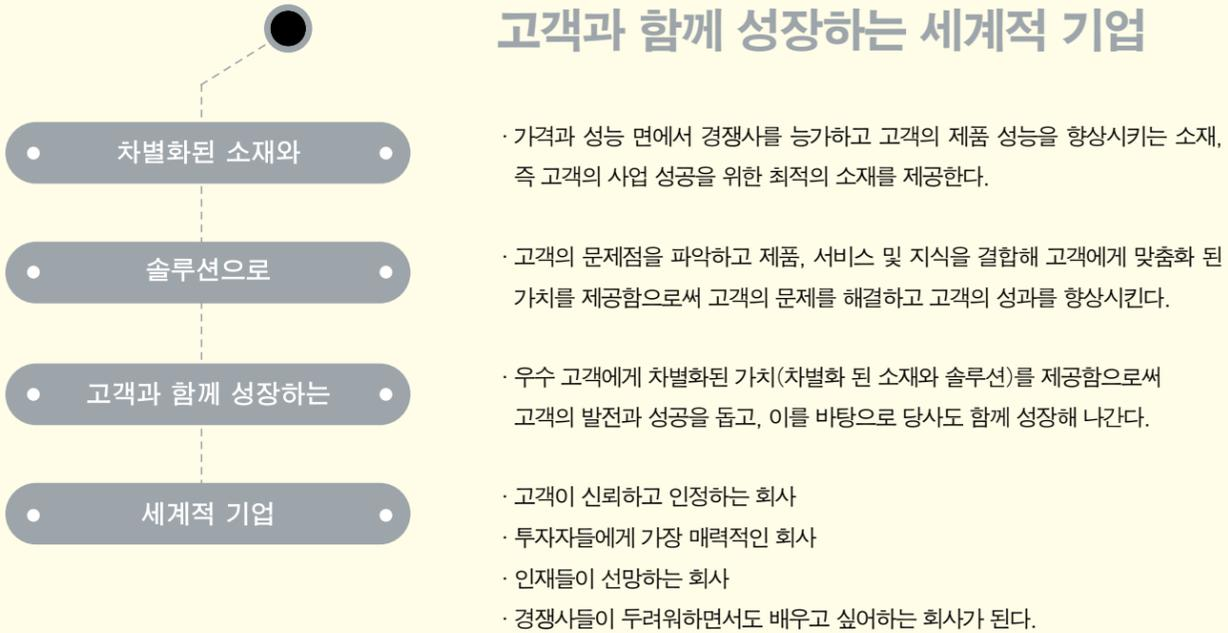 고객과 함께 성장하는 세계적 기업
차별화된 소재와
· 가격과 성능 면에서 경쟁사를 능가하고 고객의 제품 성능을 향상시키는 소재,
즉 고객의 사업 성공을 위한 최적의 소재를 제공한다.
솔루션으로
· 고객의 문제점을 파악하고 제품, 서비스 및 지식을 결합해 고객에게 맞춤화 된
가치를 제공함으로써 고객의 문제를 해결하고 고객의 성과를 향상시킨다.
고객과 함께 성장하는
· 우수 고객에게 차별화된 가치(차별화 된 소재와 솔루션)를 제공함으로써
고객의 발전과 성공을 돕고, 이를 바탕으로 당사도 함께 성장해 나간다.
세계적 기업
· 고객이 신뢰하고 인정하는 회사
· 투자자들에게 가장 매력적인 회사
· 인재들이 선망하는 회사
· 경쟁사들이 두려워하면서도 배우고 싶어하는 회사가 된다.